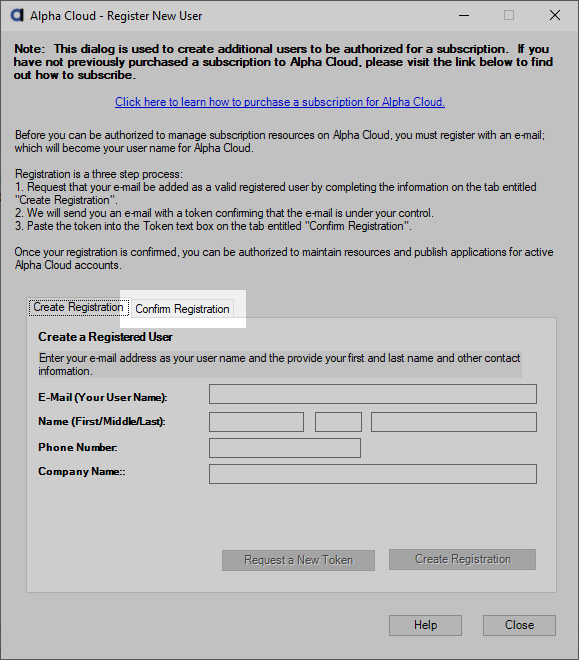 Alpha Cloud - Register New User
Note: This dialog is used to create additional users to be authorized for a subscription. If you
have not previously purchased a subscription to Alpha Cloud, please visit the link below to find
out how to subscribe.
Click here to learn how to purchase a subscription for Alpha Cloud.
Before you can be authorized to manage subscription resources on Alpha Cloud, you must register with an e-mail;
which will become your user name for Alpha Cloud.
Registration is a three step process:
1. Request that your e-mail be added as a valid registered user by completing the information on the tab entitled
"Create Registration".
2. We will send you an e-mail with a token confirming that the e-mail is under your control.
3. Paste the token into the Token text box on the tab entitled "Confirm Registration".
Once your registration is confirmed, you can be authorized to maintain resources and publish applications for active
Alpha Cloud accounts.
Create Registration Confirm Registration
Create a Registered User
Enter your e-mail address as your user name and the provide your first and last name and other contact
information.
E-Mail (Your User Name):
Name (First/Middle/Last):
Phone Number:
Company Name::
Request a New Token Create Registration
Help Close